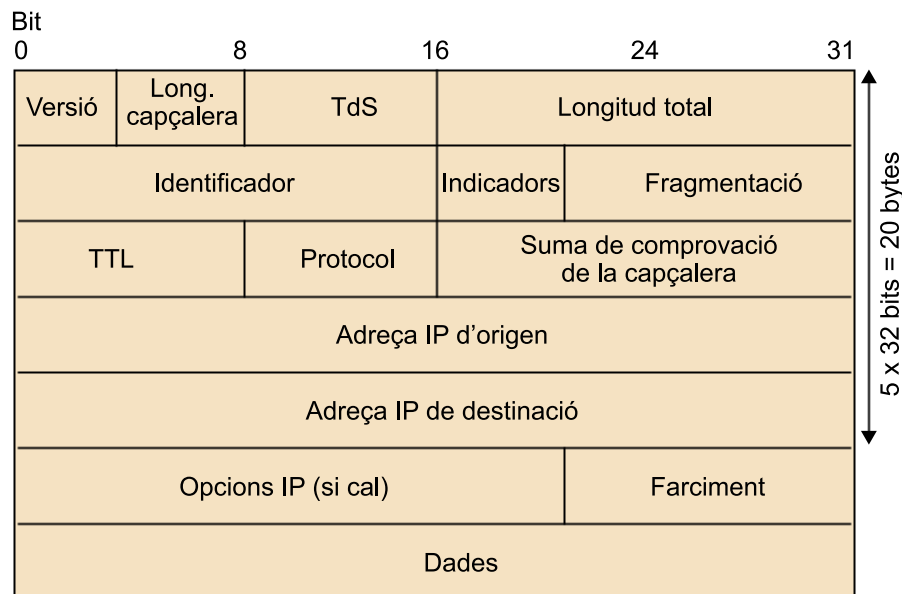 Bit
0 8 16 24 31
Versió
Long.
capçalera
TdS
Longitud total
Identificador
Indicadors
Fragmentació
TTL
Protocol
Suma de comprovació
de la capçalera
Adreça IP d’origen
Adreça IP de destinació
Opcions IP (si cal)
Farciment
Dades
5 x 32 bits = 20 bytes